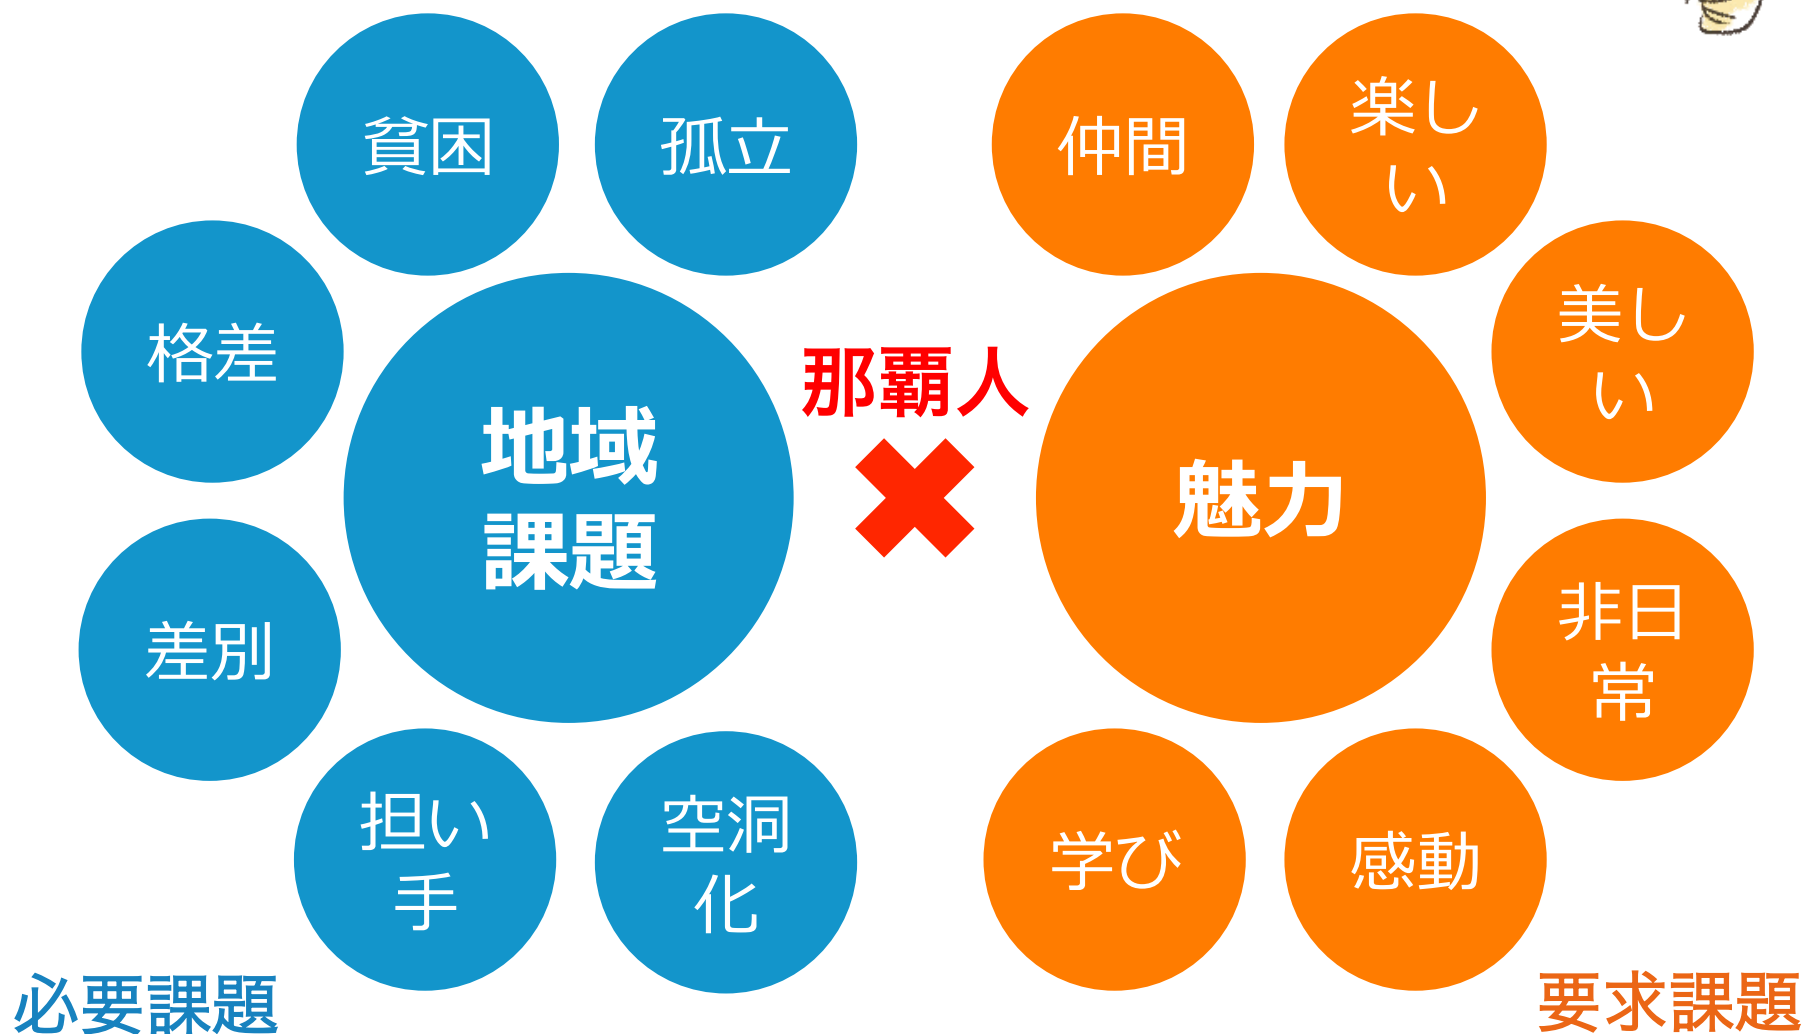 貧困
孤立
格差
差別
担い
手
空洞
化
地域
課題
那覇人
魅力
仲間
楽し
い
美し
い
非日
常
感動
学び
必要課題
要求課題